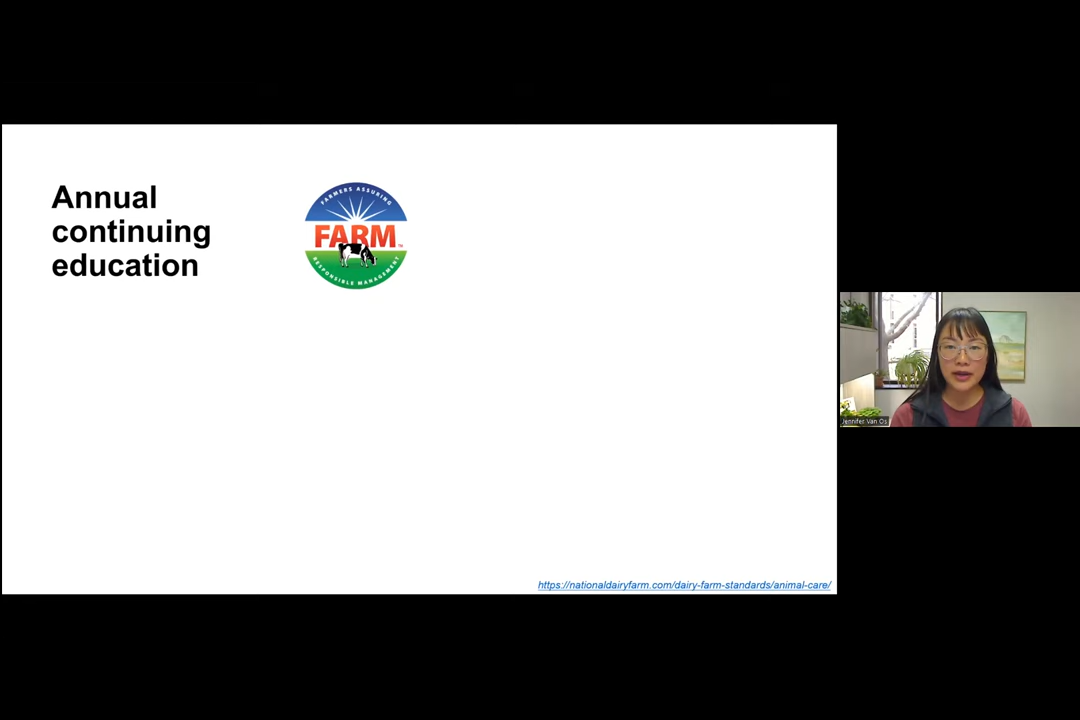 Annual
continuing
education
FARMERS ASSURING
FARM
RESPONSIBLE MANAGEMENT
https://nationaldairyfarm.com/dairy-farm-standards/animal-care/
Jennifer Van Os